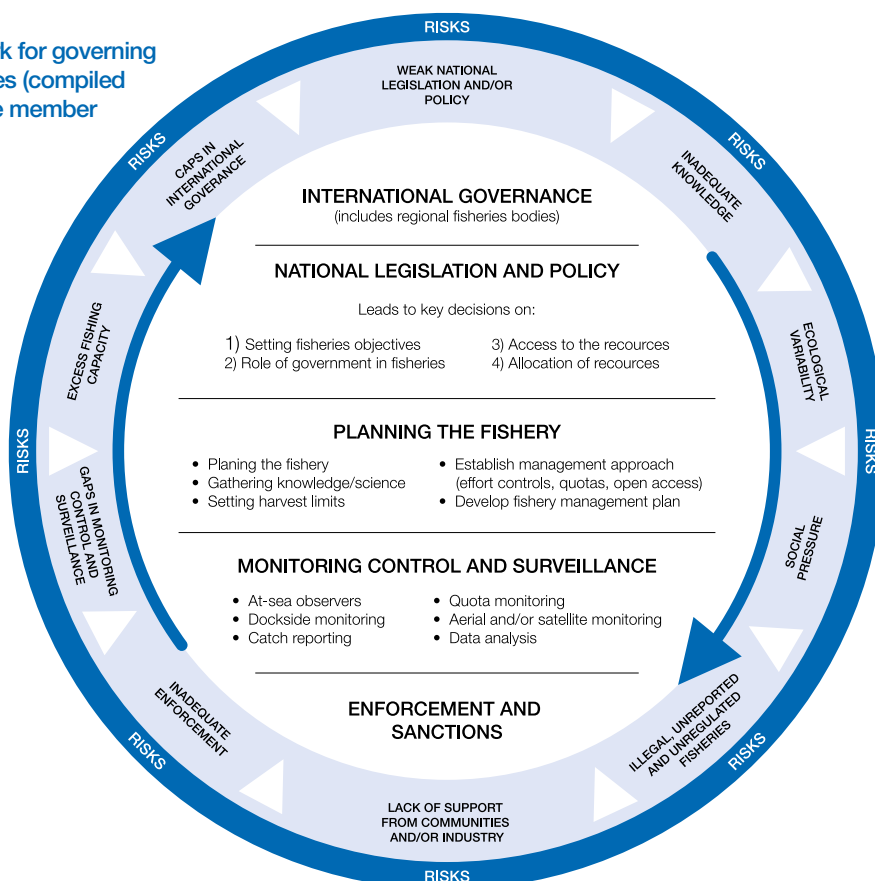 k for governing
es (compiled
e member
RISKS
WEAK NATIONAL
LEGISLATION AND/OR
POLICY
RISKS
INADEQUATE
KNOWLEDGE
ECOLOGICAL
VARIABILITY
RISKS
SOCIAL
PRESSURE
ILLEGAL, UNREPORTED
AND UNREGULATED
FISHERIES
RISKS
LACK OF SUPPORT
FROM COMMUNITIES
AND/OR INDUSTRY
RISKS
INADEQUATE
ENFORCEMENT
RISKS
GAPS IN MONITORING
CONTROL AND
SURVEILLANCE
RISKS
EXCESS FISHING
CAPACITY
CAPS IN
INTERNATIONAL
GOVERANCE
RISKS
INTERNATIONAL GOVERNANCE
(includes regional fisheries bodies)
NATIONAL LEGISLATION AND POLICY
Leads to key decisions on:
1) Setting fisheries objectives
2) Role of government in fisheries
3) Access to the recources
4) Allocation of recources
PLANNING THE FISHERY
• Planing the fishery
• Gathering knowledge/science
• Setting harvest limits
• Establish management approach
(effort controls, quotas, open access)
• Develop fishery management plan
MONITORING CONTROL AND SURVEILLANCE
• At-sea observers
• Dockside monitoring
• Catch reporting
• Quota monitoring
• Aerial and/or satellite monitoring
• Data analysis
ENFORCEMENT AND
SANCTIONS